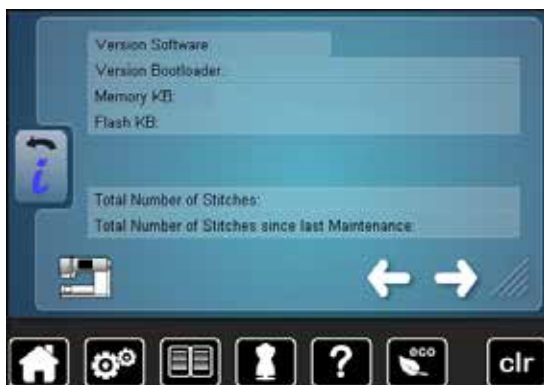 Version Software
Version Bootloader:
Memory KB:
Flash KB:
i
Total Number of Stitches:
Total Number of Stitches since last Maintenance:
?
eco
clr